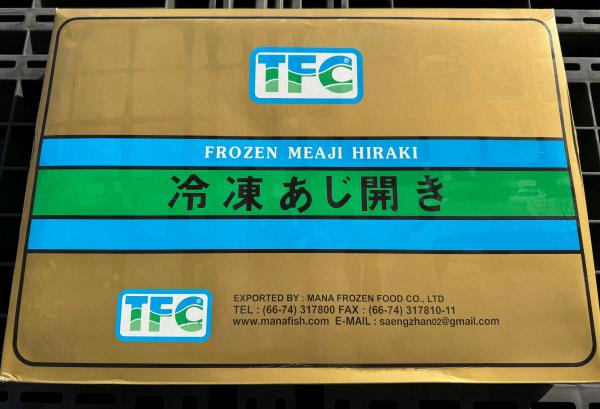 TFC®
FROZEN MEAJI HIRAKI
冷凍あじ開き
TFC®
EXPORTED BY : MANA FROZEN FOOD CO., LTD
TEL : (66-74) 317800 FAX : (66-74) 317810-11
www.manafish.com E-MAIL : saengzhan02@gmail.com